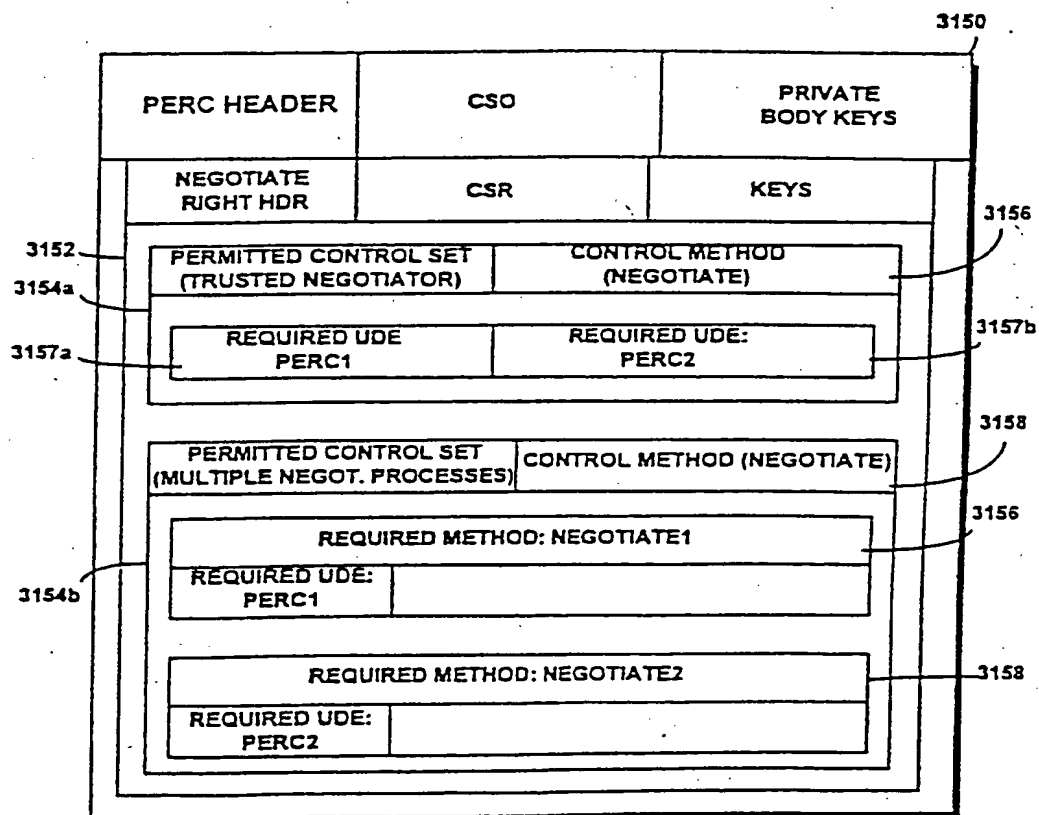 3150
PERC HEADER
CSO
PRIVATE
BODY KEYS
NEGOTIATE
RIGHT HDR
CSR
KEYS
3156
3152
PERMITTED CONTROL SET
(TRUSTED NEGOTIATOR)
CONTROL METHOD
(NEGOTIATE)
3154a
REQUIRED UDE
PERC1
REQUIRED UDE:
PERC2
3157b
3157a
3158
PERMITTED CONTROL SET
(MULTIPLE NEGOT. PROCESSES)
CONTROL METHOD (NEGOTIATE)
3156
REQUIRED METHOD: NEGOTIATE1
REQUIRED UDE:
PERC1
3154b
REQUIRED METHOD: NEGOTIATE2
3158
REQUIRED UDE:
PERC2